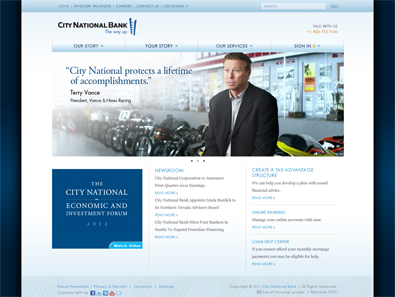 HOME | INVESTOR RELATIONS | CAREERS | CONTACT US | LOCATIONS
SEARCH
GO
CITY NATIONAL BANK
The way up.
TALK WITH US
+1 800 773 7100
OUR STORY
YOUR STORY
OUR SERVICES
SIGN IN
“City National protects a lifetime
of accomplishments.”
Terry Vance
President, Vance & Hines Racing
THE
CITY NATIONAL
ECONOMIC AND
INVESTMENT FORUM
2012
Watch Video
NEWSROOM
City National Corporation to Announce
First-Quarter 2012 Earnings
READ MORE »
City National Bank Appoints Linda Burdick to
its Northern Nevada Advisory Board
READ MORE »
City National Bank Hires Four Bankers in
Seattle To Expand Franchise Financing
READ MORE »
CREATE A TAX ADVANTAGE
STRUCTURE
We can help you develop a plan with sound
financial advice.
READ MORE »
ONLINE BANKING
Manage your online accounts with ease.
READ MORE »
LOAN HELP CENTER
If you cannot afford your monthly mortgage
payments you may be eligible for help.
READ MORE »
Fraud Prevention | Privacy & Security | Locations | Sitemap
Copyright © 2011 City National Bank | All Rights Reserved
Connect with us
Equal Housing Lender | Member FDIC